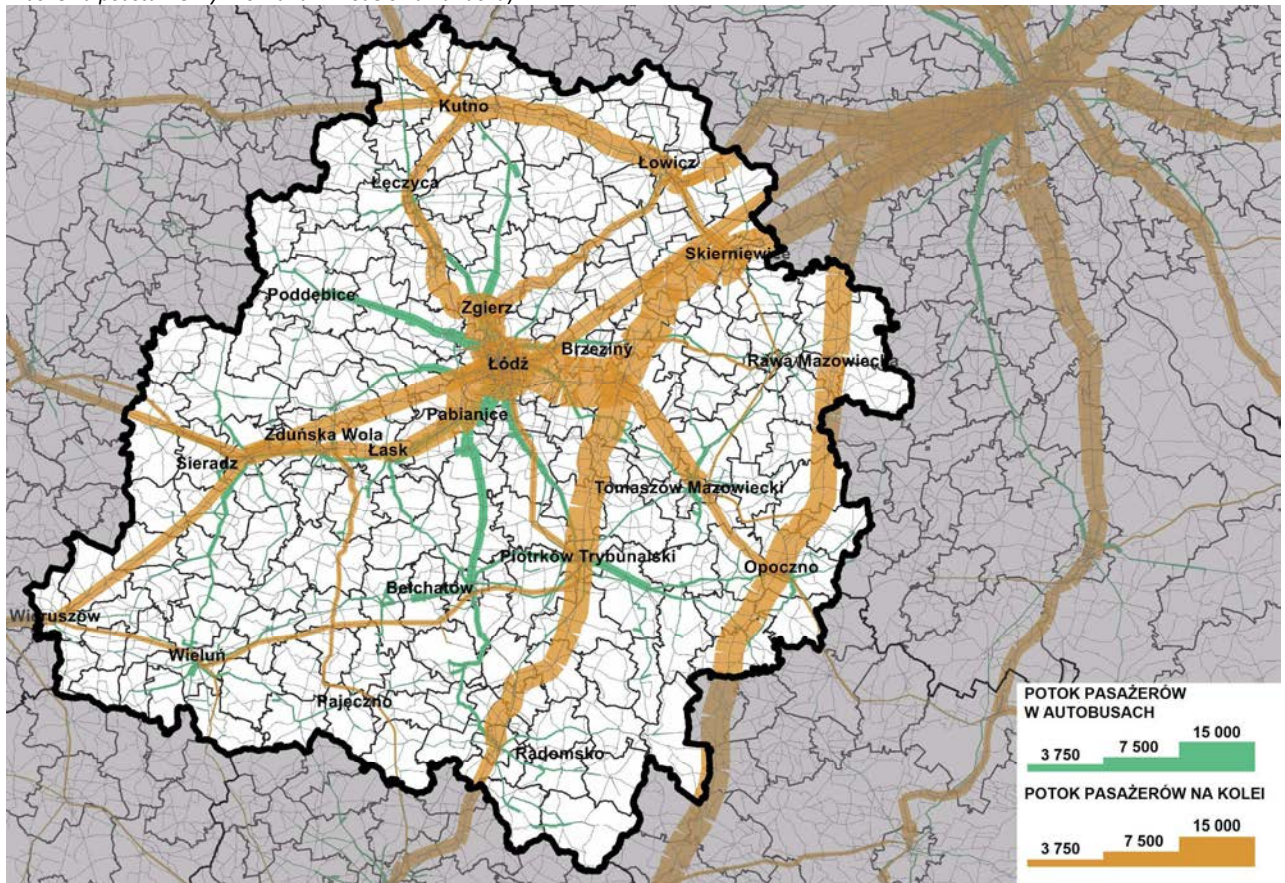 Kutno
Łowicz
Łęczyca
Skierniewice
Poddębice
Zgierz
Brzeziny
Łódź
Rawa Mazowiecka
Pabianice
Zduńska Wola
Łask
Sieradz
Tomaszów Mazowiecki
Piotrków Trybunalski
Opoczno
Bełchatów
Wieruszów
Wieluń
Pajęczno
Radomsko
POTOK PASAŻERÓW
W AUTOBUSACH
3 750 7 500 15 000
POTOK PASAŻERÓW NA KOLEI
3 750 7 500 15 000